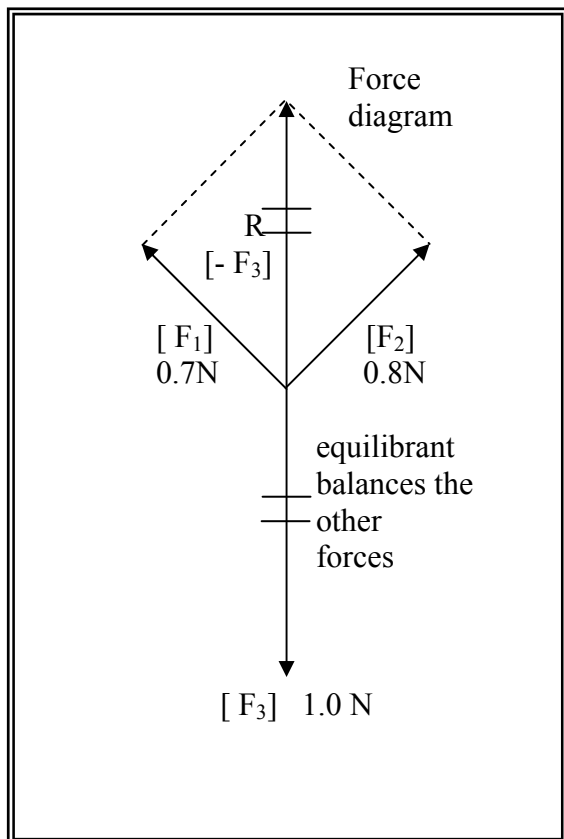 Force
diagram
R
[- F₃]
[ F₁]
0.7N
[F₂]
0.8N
equilibrant
balances the
other
forces
[ F₃] 1.0 N